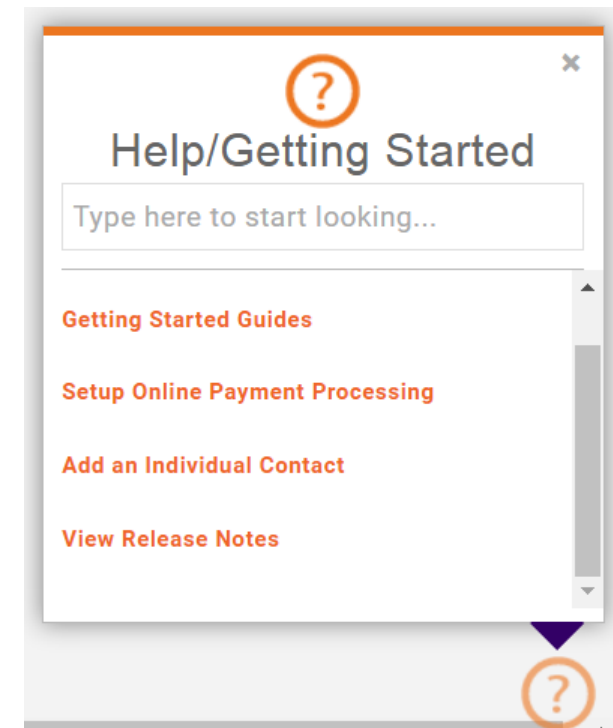 ?
Help/Getting Started
Type here to start looking...
Getting Started Guides
Setup Online Payment Processing
Add an Individual Contact
View Release Notes
?